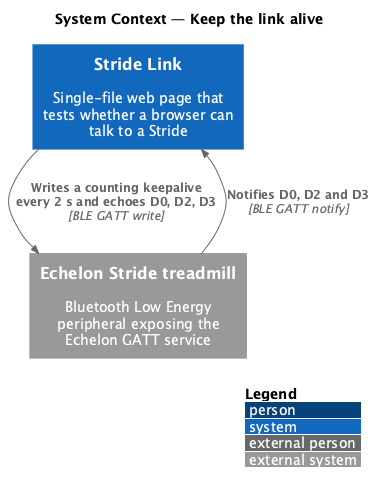 System Context — Keep the link alive
Stride Link
Single-file web page that
tests whether a browser can
talk to a Stride
Writes a counting keepalive
every 2 s and echoes D0, D2, D3
[BLE GATT write]
Notifies D0, D2 and D3
[BLE GATT notify]
Echelon Stride treadmill
Bluetooth Low Energy
peripheral exposing the
Echelon GATT service
Legend
person
system
external person
external system